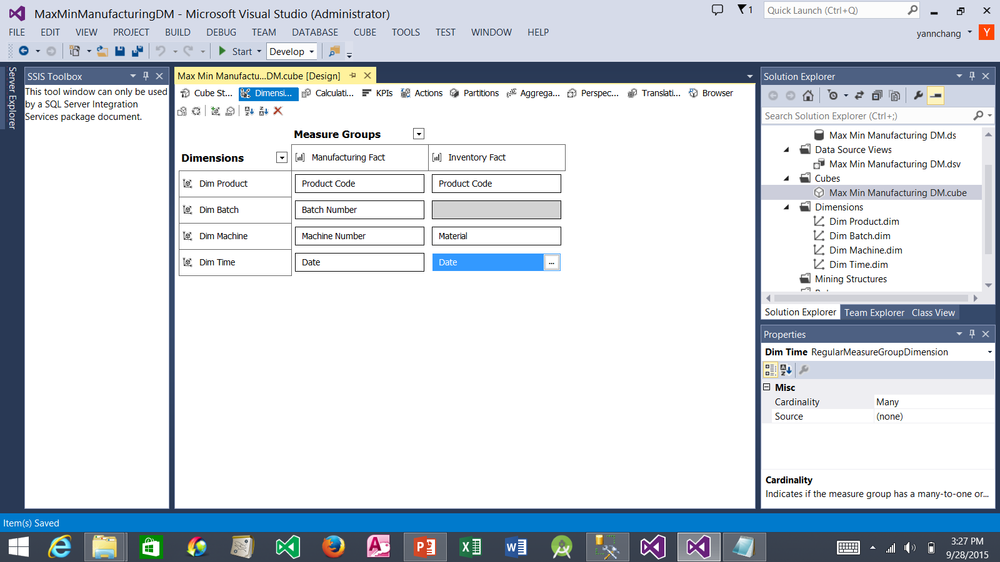 MaxMinManufacturingDM - Microsoft Visual Studio (Administrator)
1
Quick Launch (Ctrl+Q)
FILE EDIT VIEW PROJECT BUILD DEBUG TEAM DATABASE CUBE TOOLS TEST WINDOW HELP
yannchang Y
Start Develop
Server Explorer
SSIS Toolbox
This tool window can only be used
by a SQL Server Integration
Services package document.
Max Min Manufactu...DM.cube [Design]
Cube St... Dimensi... Calculati... KPIs Actions Partitions Aggrega... Perspec... Translati... Browser
Measure Groups
Dimensions Manufacturing Fact Inventory Fact
Dim Product Product Code Product Code
Dim Batch Batch Number
Dim Machine Machine Number Material
Dim Time Date Date ...
Solution Explorer
Search Solution Explorer (Ctrl+;)
Max Min Manufacturing DM.ds
Data Source Views
Max Min Manufacturing DM.dsv
Cubes
Max Min Manufacturing DM.cube
Dimensions
Dim Product.dim
Dim Batch.dim
Dim Machine.dim
Dim Time.dim
Mining Structures
Solution Explorer Team Explorer Class View
Properties
Dim Time RegularMeasureGroupDimension
Misc
Cardinality Many
Source (none)
Cardinality
Indicates if the measure group has a many-to-one or...
Item(s) Saved
3:27 PM
9/28/2015